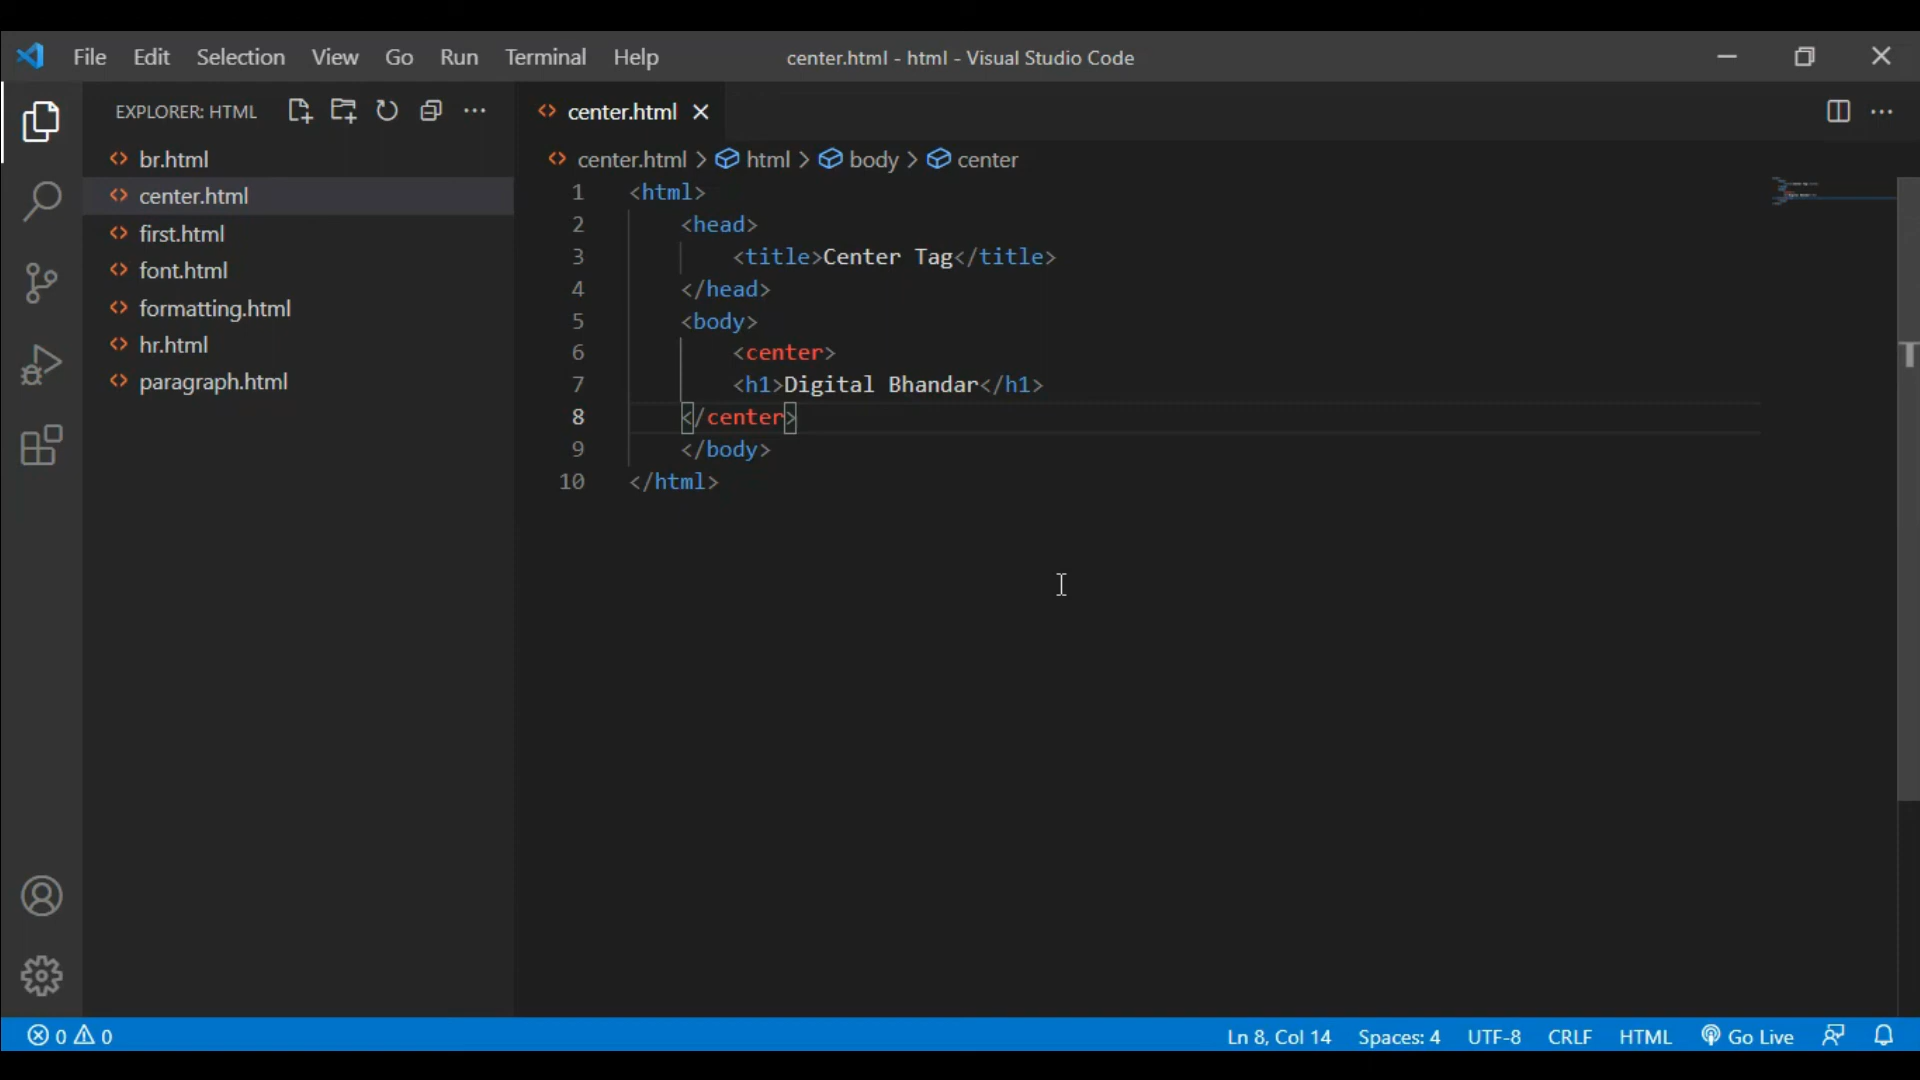 File Edit Selection View Go Run Terminal Help center.html - html - Visual Studio Code
EXPLORER: HTML
br.html
center.html
first.html
font.html
formatting.html
hr.html
paragraph.html
center.html
center.html > html > body > center
1 <html>
2 <head>
3 <title>Center Tag</title>
4 </head>
5 <body>
6 <center>
7 <h1>Digital Bhandar</h1>
8 </center>
9 </body>
10 </html>
T
0 0 Ln 8, Col 14 Spaces: 4 UTF-8 CRLF HTML Go Live